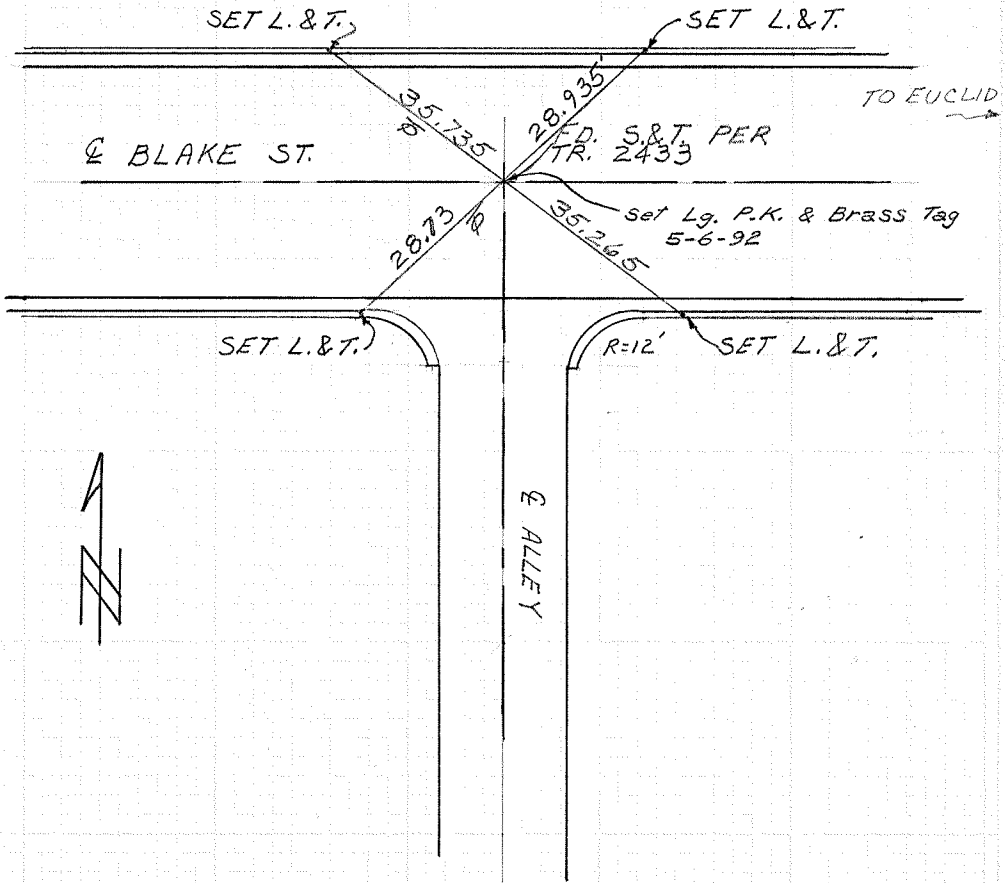 SET L.&T.
SET L.&T.
TO EUCLID
35.735
28.935'
℄ BLAKE ST.
FD. S.&T. PER
TR. 2433
28.73
35.265
set Lg. P.K. & Brass Tag
5-6-92
SET L.&T.
R=12'
SET L.&T.
℄ ALLEY
N